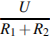 U
R₁ + R₂